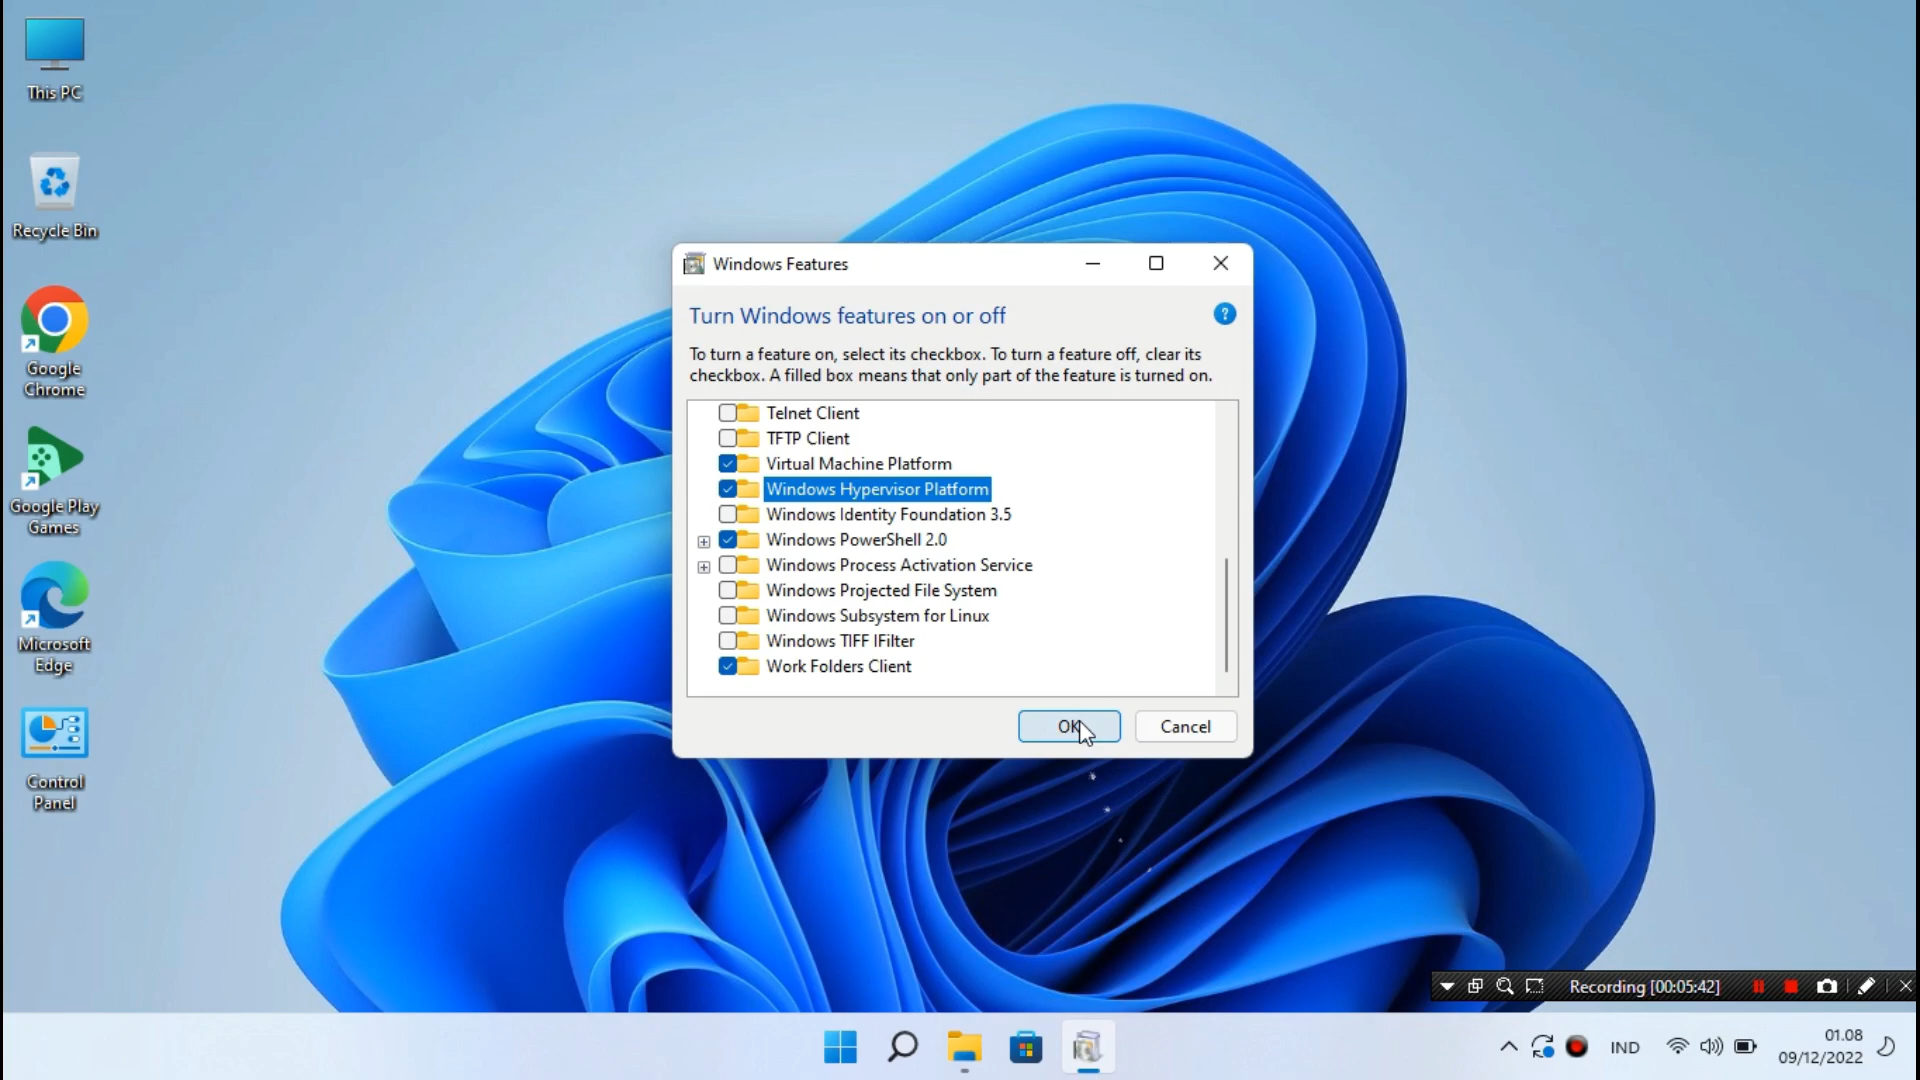 This PC
Recycle Bin
Google
Chrome
Google Play
Games
Microsoft
Edge
Control
Panel
Windows Features
Turn Windows features on or off
?
To turn a feature on, select its checkbox. To turn a feature off, clear its
checkbox. A filled box means that only part of the feature is turned on.
Telnet Client
TFTP Client
Virtual Machine Platform
Windows Hypervisor Platform
Windows Identity Foundation 3.5
Windows PowerShell 2.0
Windows Process Activation Service
Windows Projected File System
Windows Subsystem for Linux
Windows TIFF IFilter
Work Folders Client
OK
Cancel
Recording [00:05:42]
IND
01.08
09/12/2022